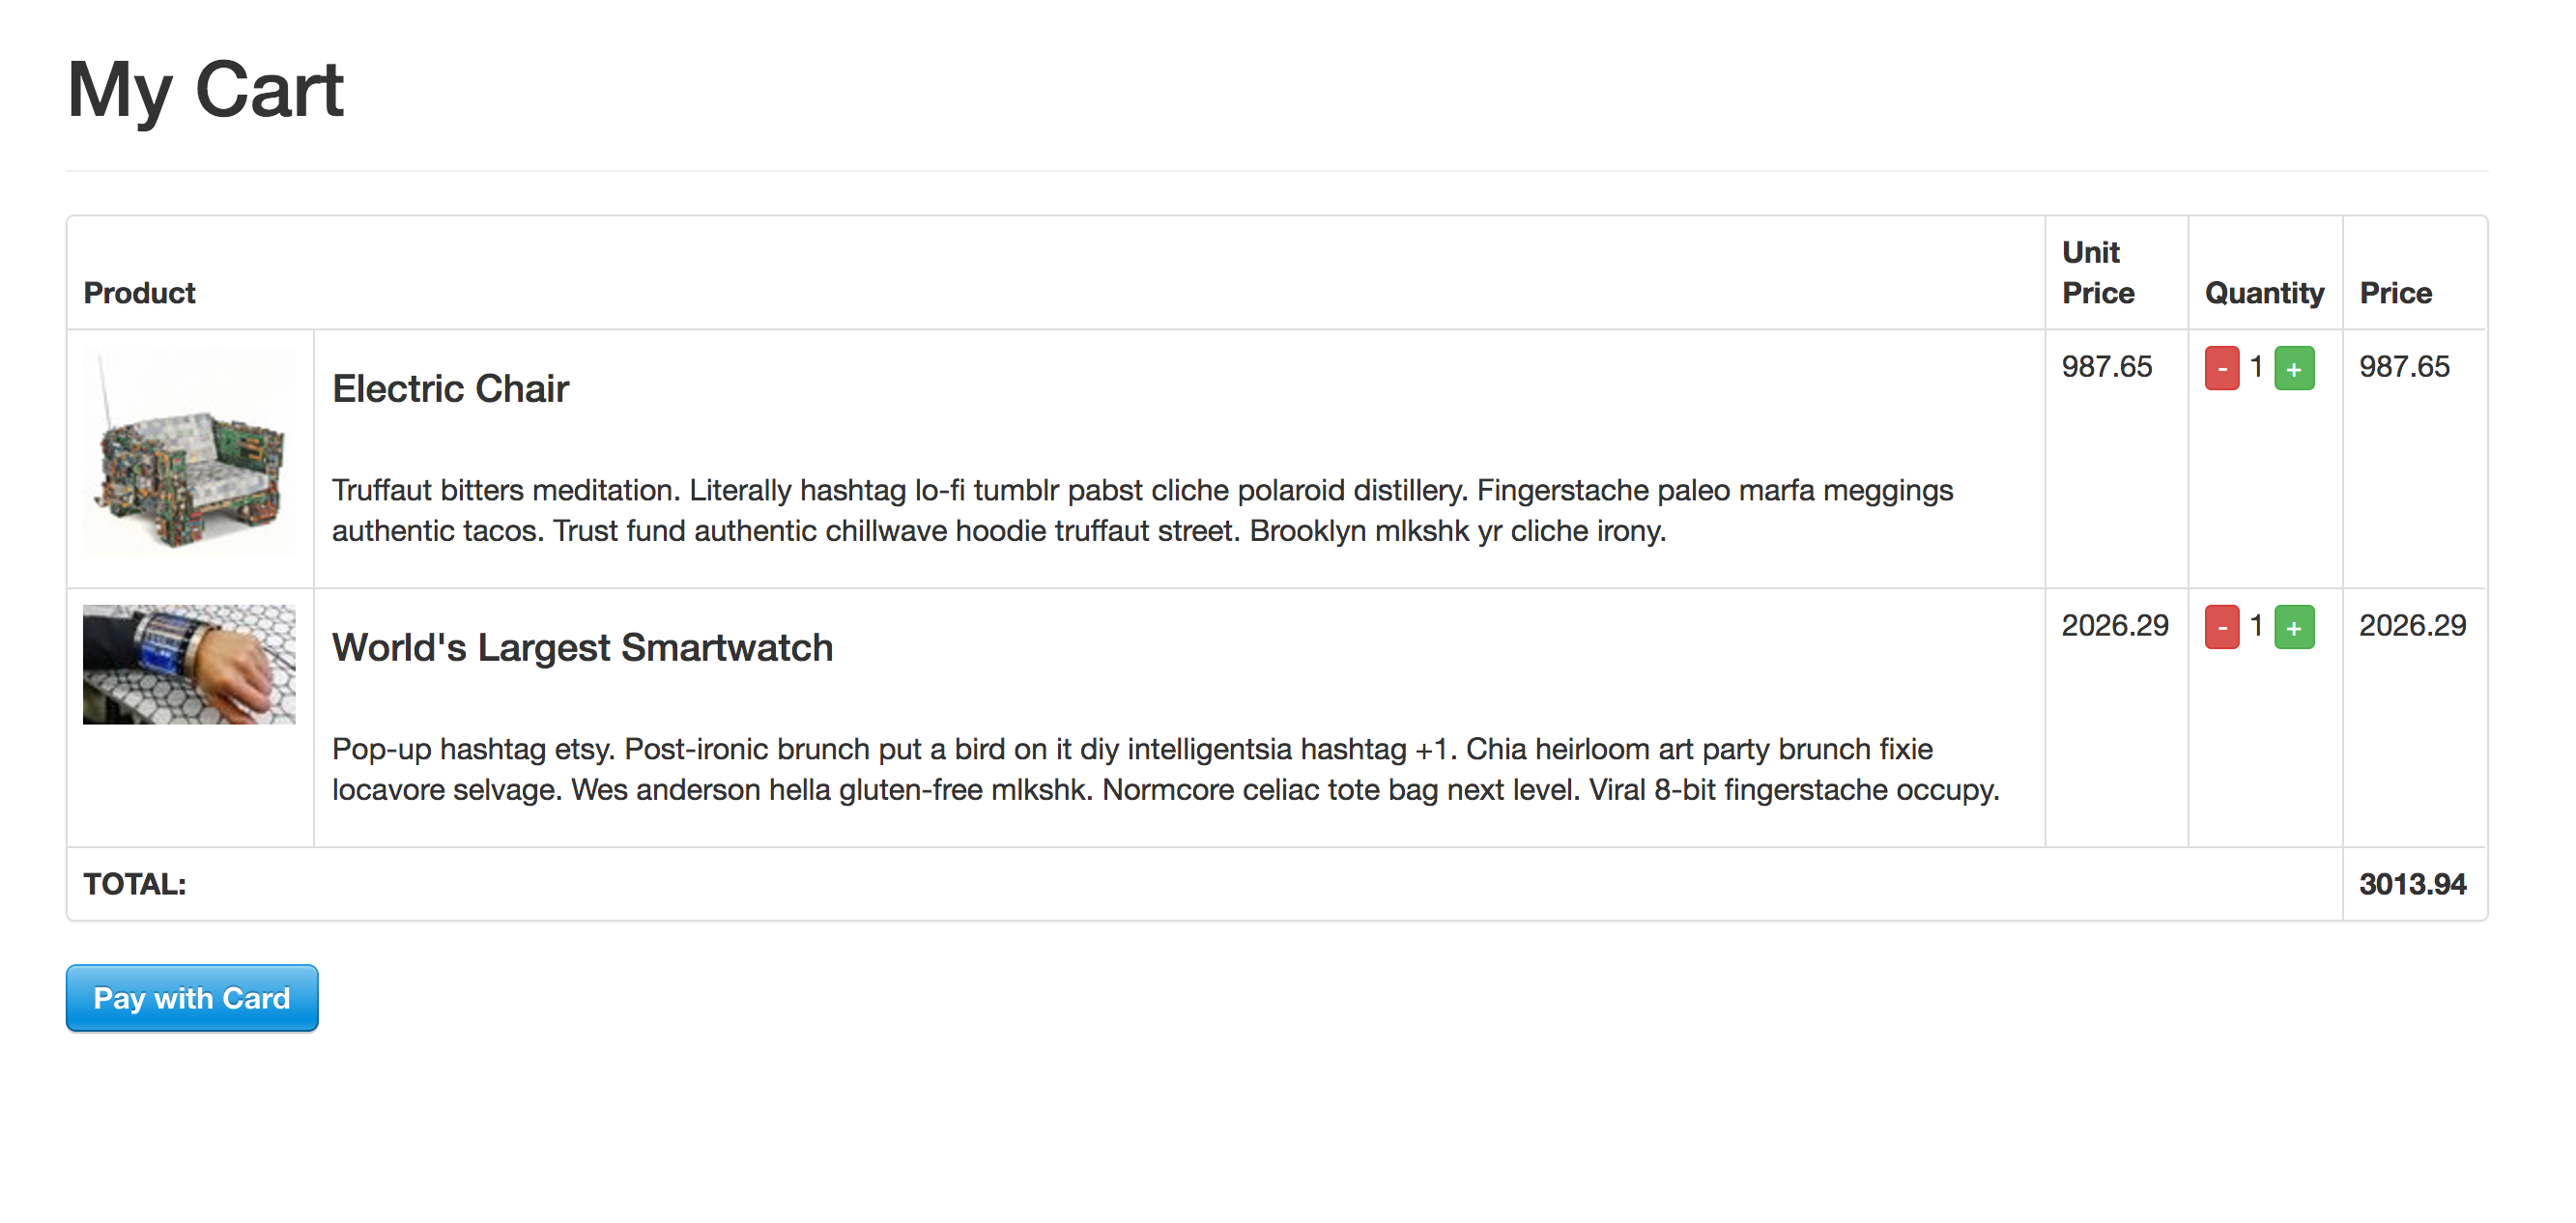 My Cart
Product
Unit
Price
Quantity
Price
Electric Chair
987.65
- 1 +
987.65
Truffaut bitters meditation. Literally hashtag lo-fi tumblr pabst cliche polaroid distillery. Fingerstache paleo marfa meggings
authentic tacos. Trust fund authentic chillwave hoodie truffaut street. Brooklyn mlkshk yr cliche irony.
World's Largest Smartwatch
2026.29
- 1 +
2026.29
Pop-up hashtag etsy. Post-ironic brunch put a bird on it diy intelligentsia hashtag +1. Chia heirloom art party brunch fixie
locavore selvage. Wes anderson hella gluten-free mlkshk. Normcore celiac tote bag next level. Viral 8-bit fingerstache occupy.
TOTAL:
3013.94
Pay with Card